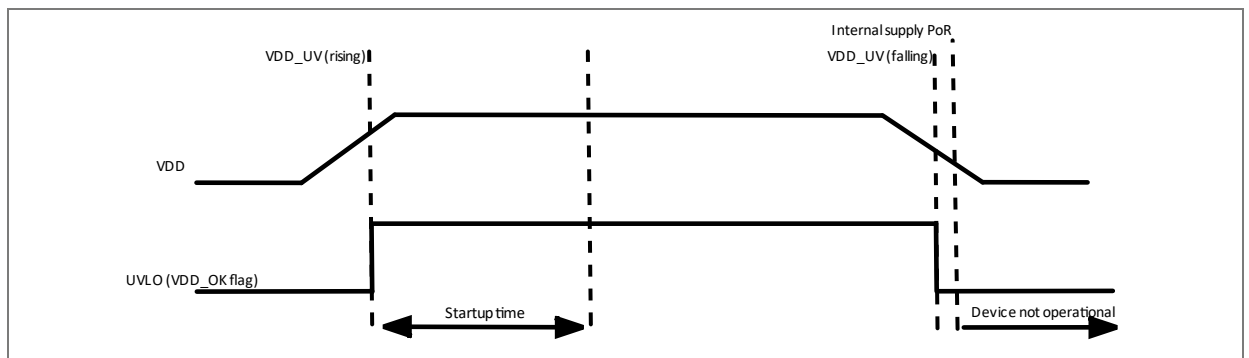 Internal supply PoR
VDD_UV (rising)
VDD_UV (falling)
VDD
UVLO (VDD_OK flag)
Startup time
Device not operational